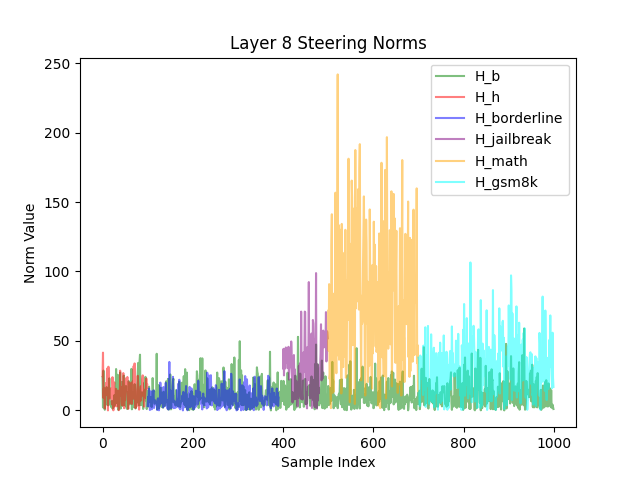 Layer 8 Steering Norms
250
200
150
100
50
0
Norm Value
H_b
H_h
H_borderline
H_jailbreak
H_math
H_gsm8k
0
200
400
600
800
1000
Sample Index